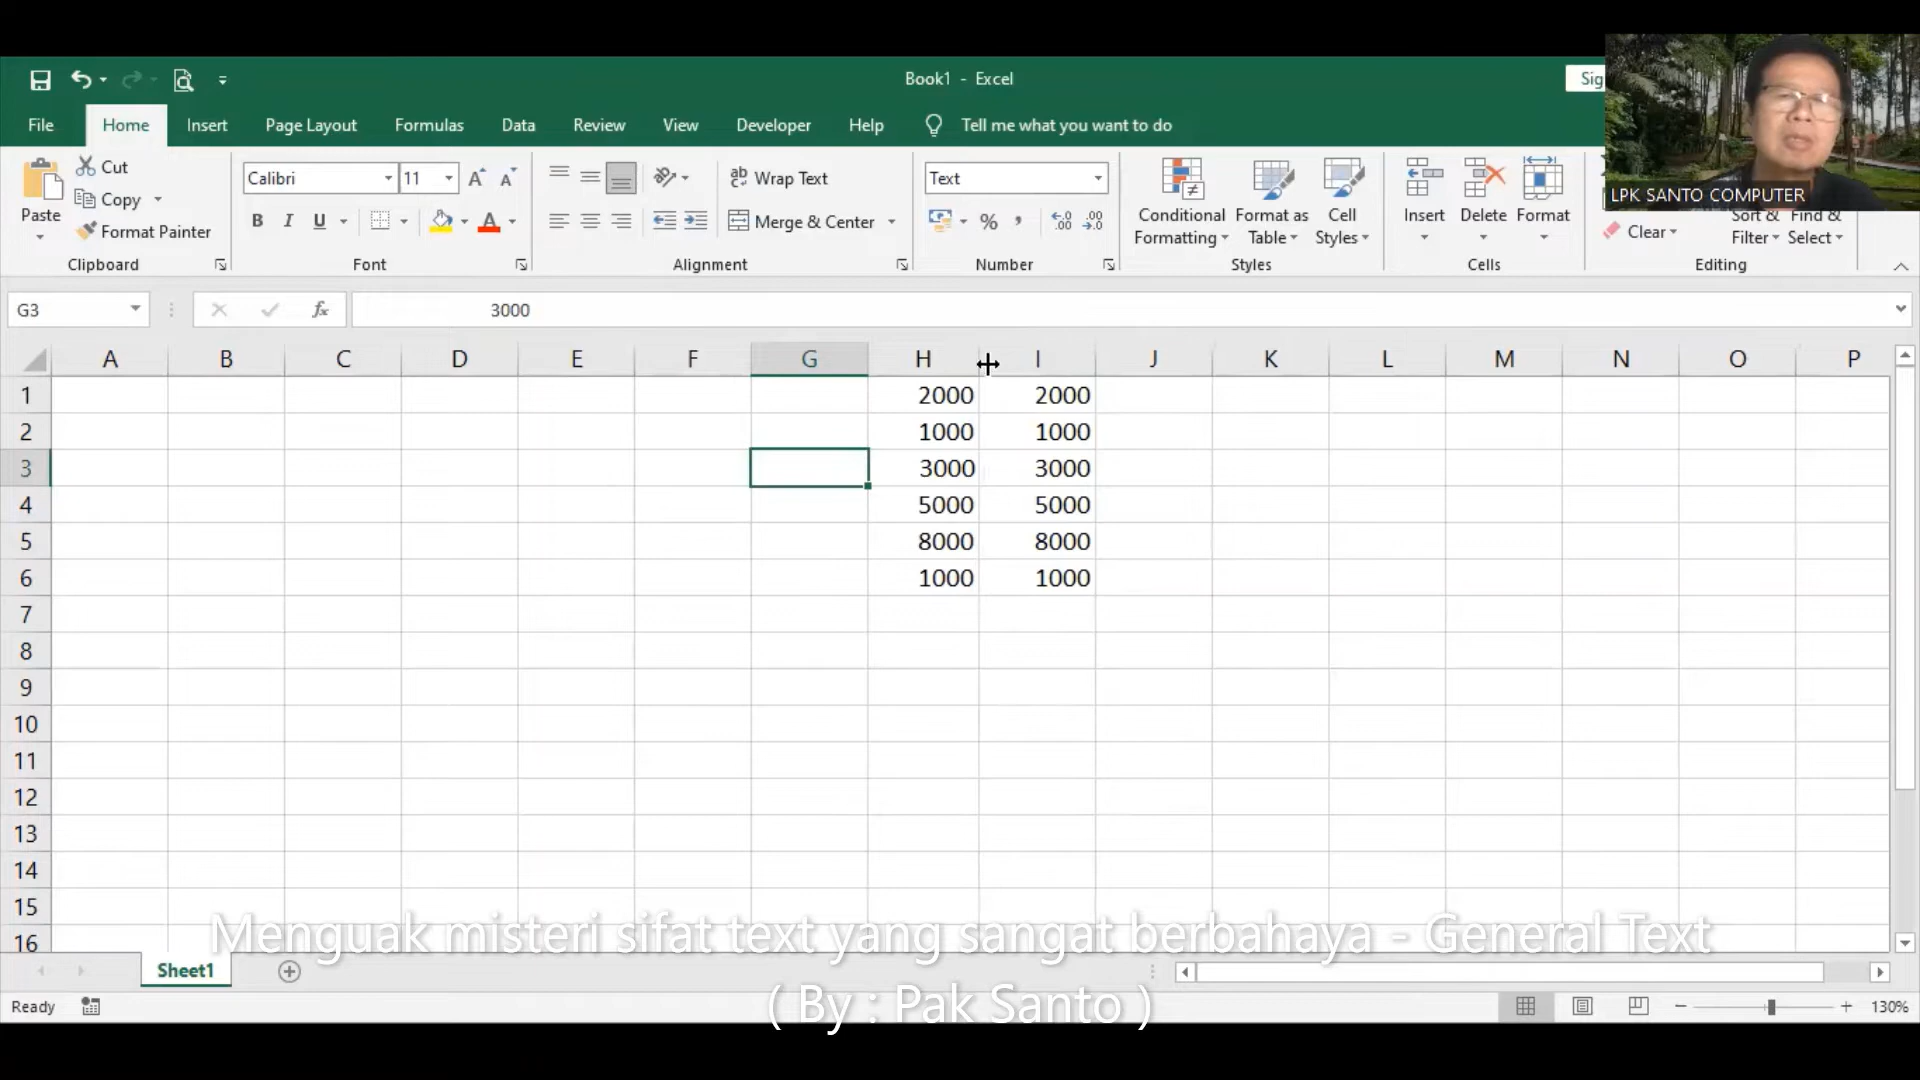 Book1 - Excel
Sig
File Home Insert Page Layout Formulas Data Review View Developer Help Tell me what you want to do
Paste
Cut
Copy
Format Painter
Clipboard
Calibri 11
B I U A
Font
Wrap Text
Merge & Center
Alignment
Text
%
Number
Conditional Formatting
Format as Table
Cell Styles
Styles
Insert Delete Format
Cells
Clear
Sort & Filter
Find & Select
Editing
LPK SANTO COMPUTER
G3 fx 3000
A B C D E F G H I J K L M N O P
1 2000 2000
2 1000 1000
3 3000 3000
4 5000 5000
5 8000 8000
6 1000 1000
7
8
9
10
11
12
13
14
15
16
Menguak misteri sifat text yang sangat berbahaya - General Text
( By : Pak Santo )
Sheet1
Ready
130%